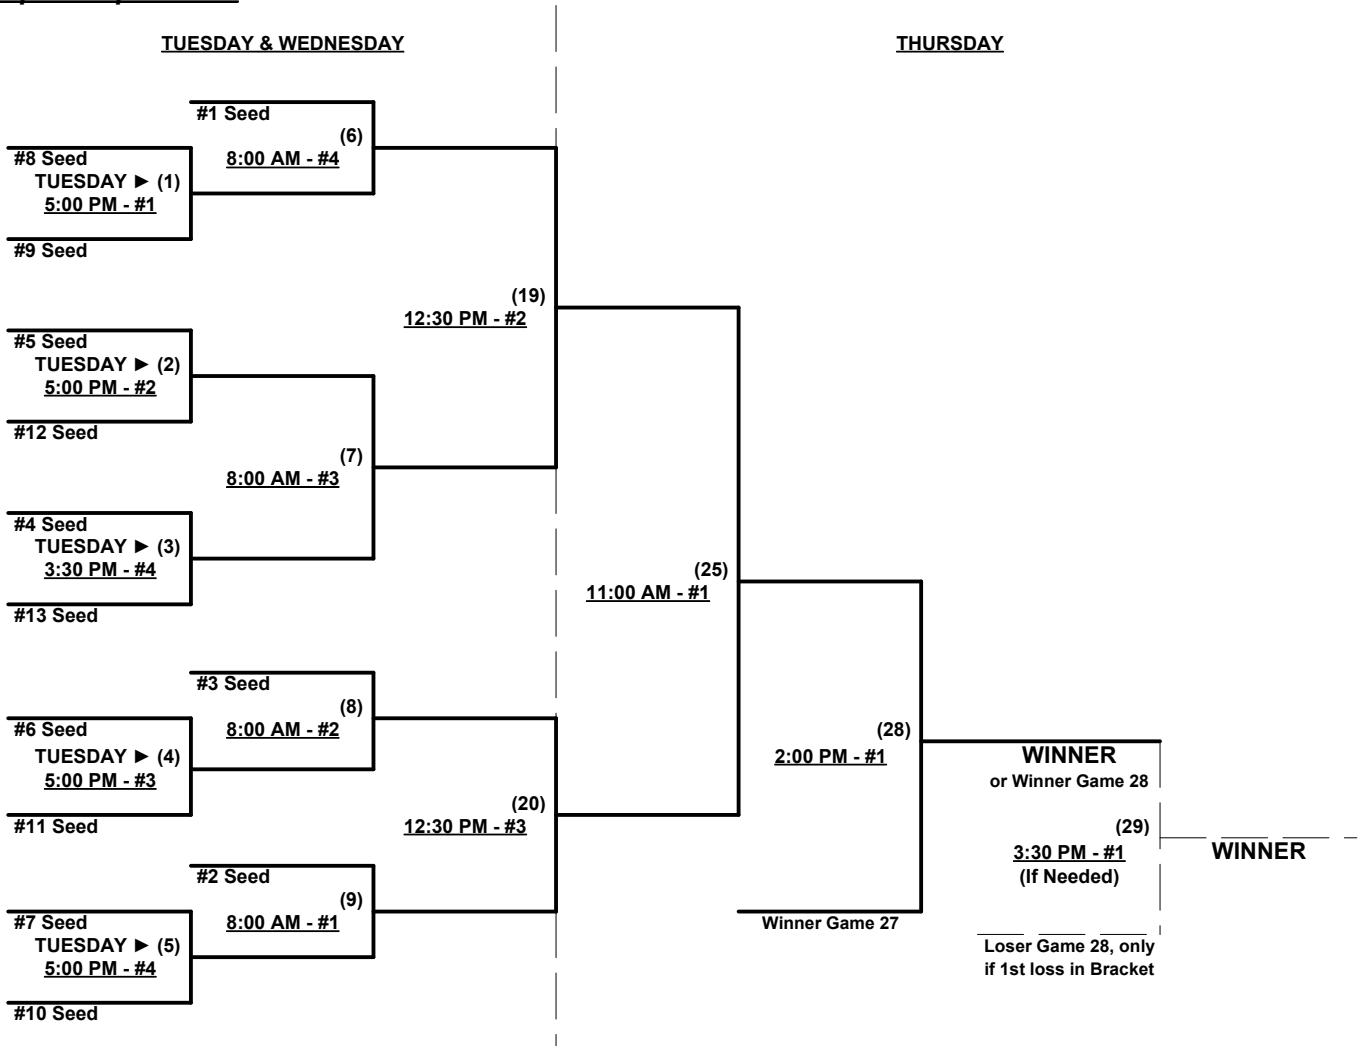 TUESDAY & WEDNESDAY
THURSDAY
#1 Seed
(6)
8:00 AM - #4
#8 Seed
TUESDAY ► (1)
5:00 PM - #1
#9 Seed
(19)
12:30 PM - #2
#5 Seed
TUESDAY ► (2)
5:00 PM - #2
#12 Seed
(7)
8:00 AM - #3
#4 Seed
TUESDAY ► (3)
3:30 PM - #4
#13 Seed
(25)
11:00 AM - #1
#3 Seed
(8)
8:00 AM - #2
#6 Seed
TUESDAY ► (4)
5:00 PM - #3
#11 Seed
(28)
2:00 PM - #1
WINNER
or Winner Game 28
(20)
12:30 PM - #3
(29)
3:30 PM - #1
(If Needed)
WINNER
#2 Seed
(9)
8:00 AM - #1
#7 Seed
TUESDAY ► (5)
5:00 PM - #4
#10 Seed
Winner Game 27
Loser Game 28, only
if 1st loss in Bracket